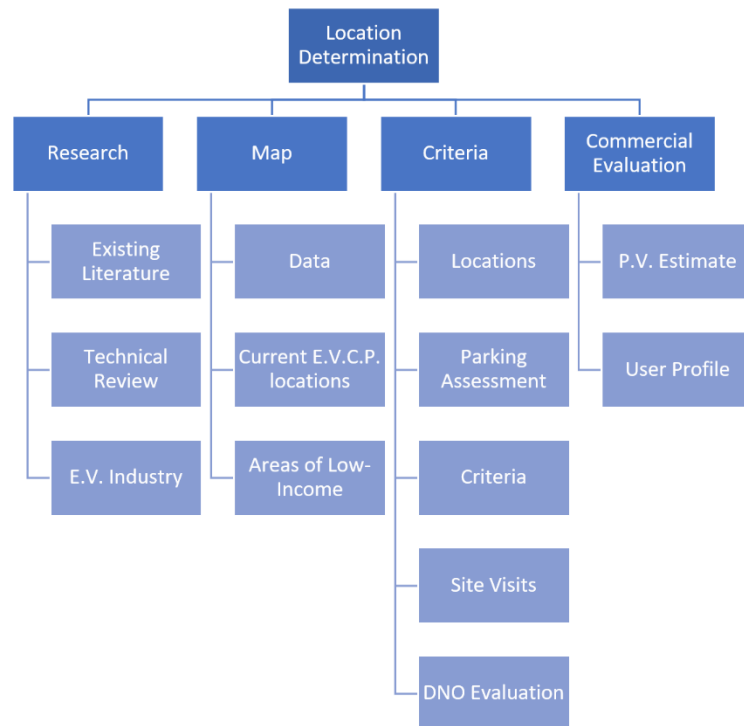 Location
Determination
Research
Map
Criteria
Commercial
Evaluation
Existing
Literature
Data
Locations
P.V. Estimate
Technical
Review
Current E.V.C.P.
locations
Parking
Assessment
User Profile
E.V. Industry
Areas of Low-
Income
Criteria
Site Visits
DNO Evaluation